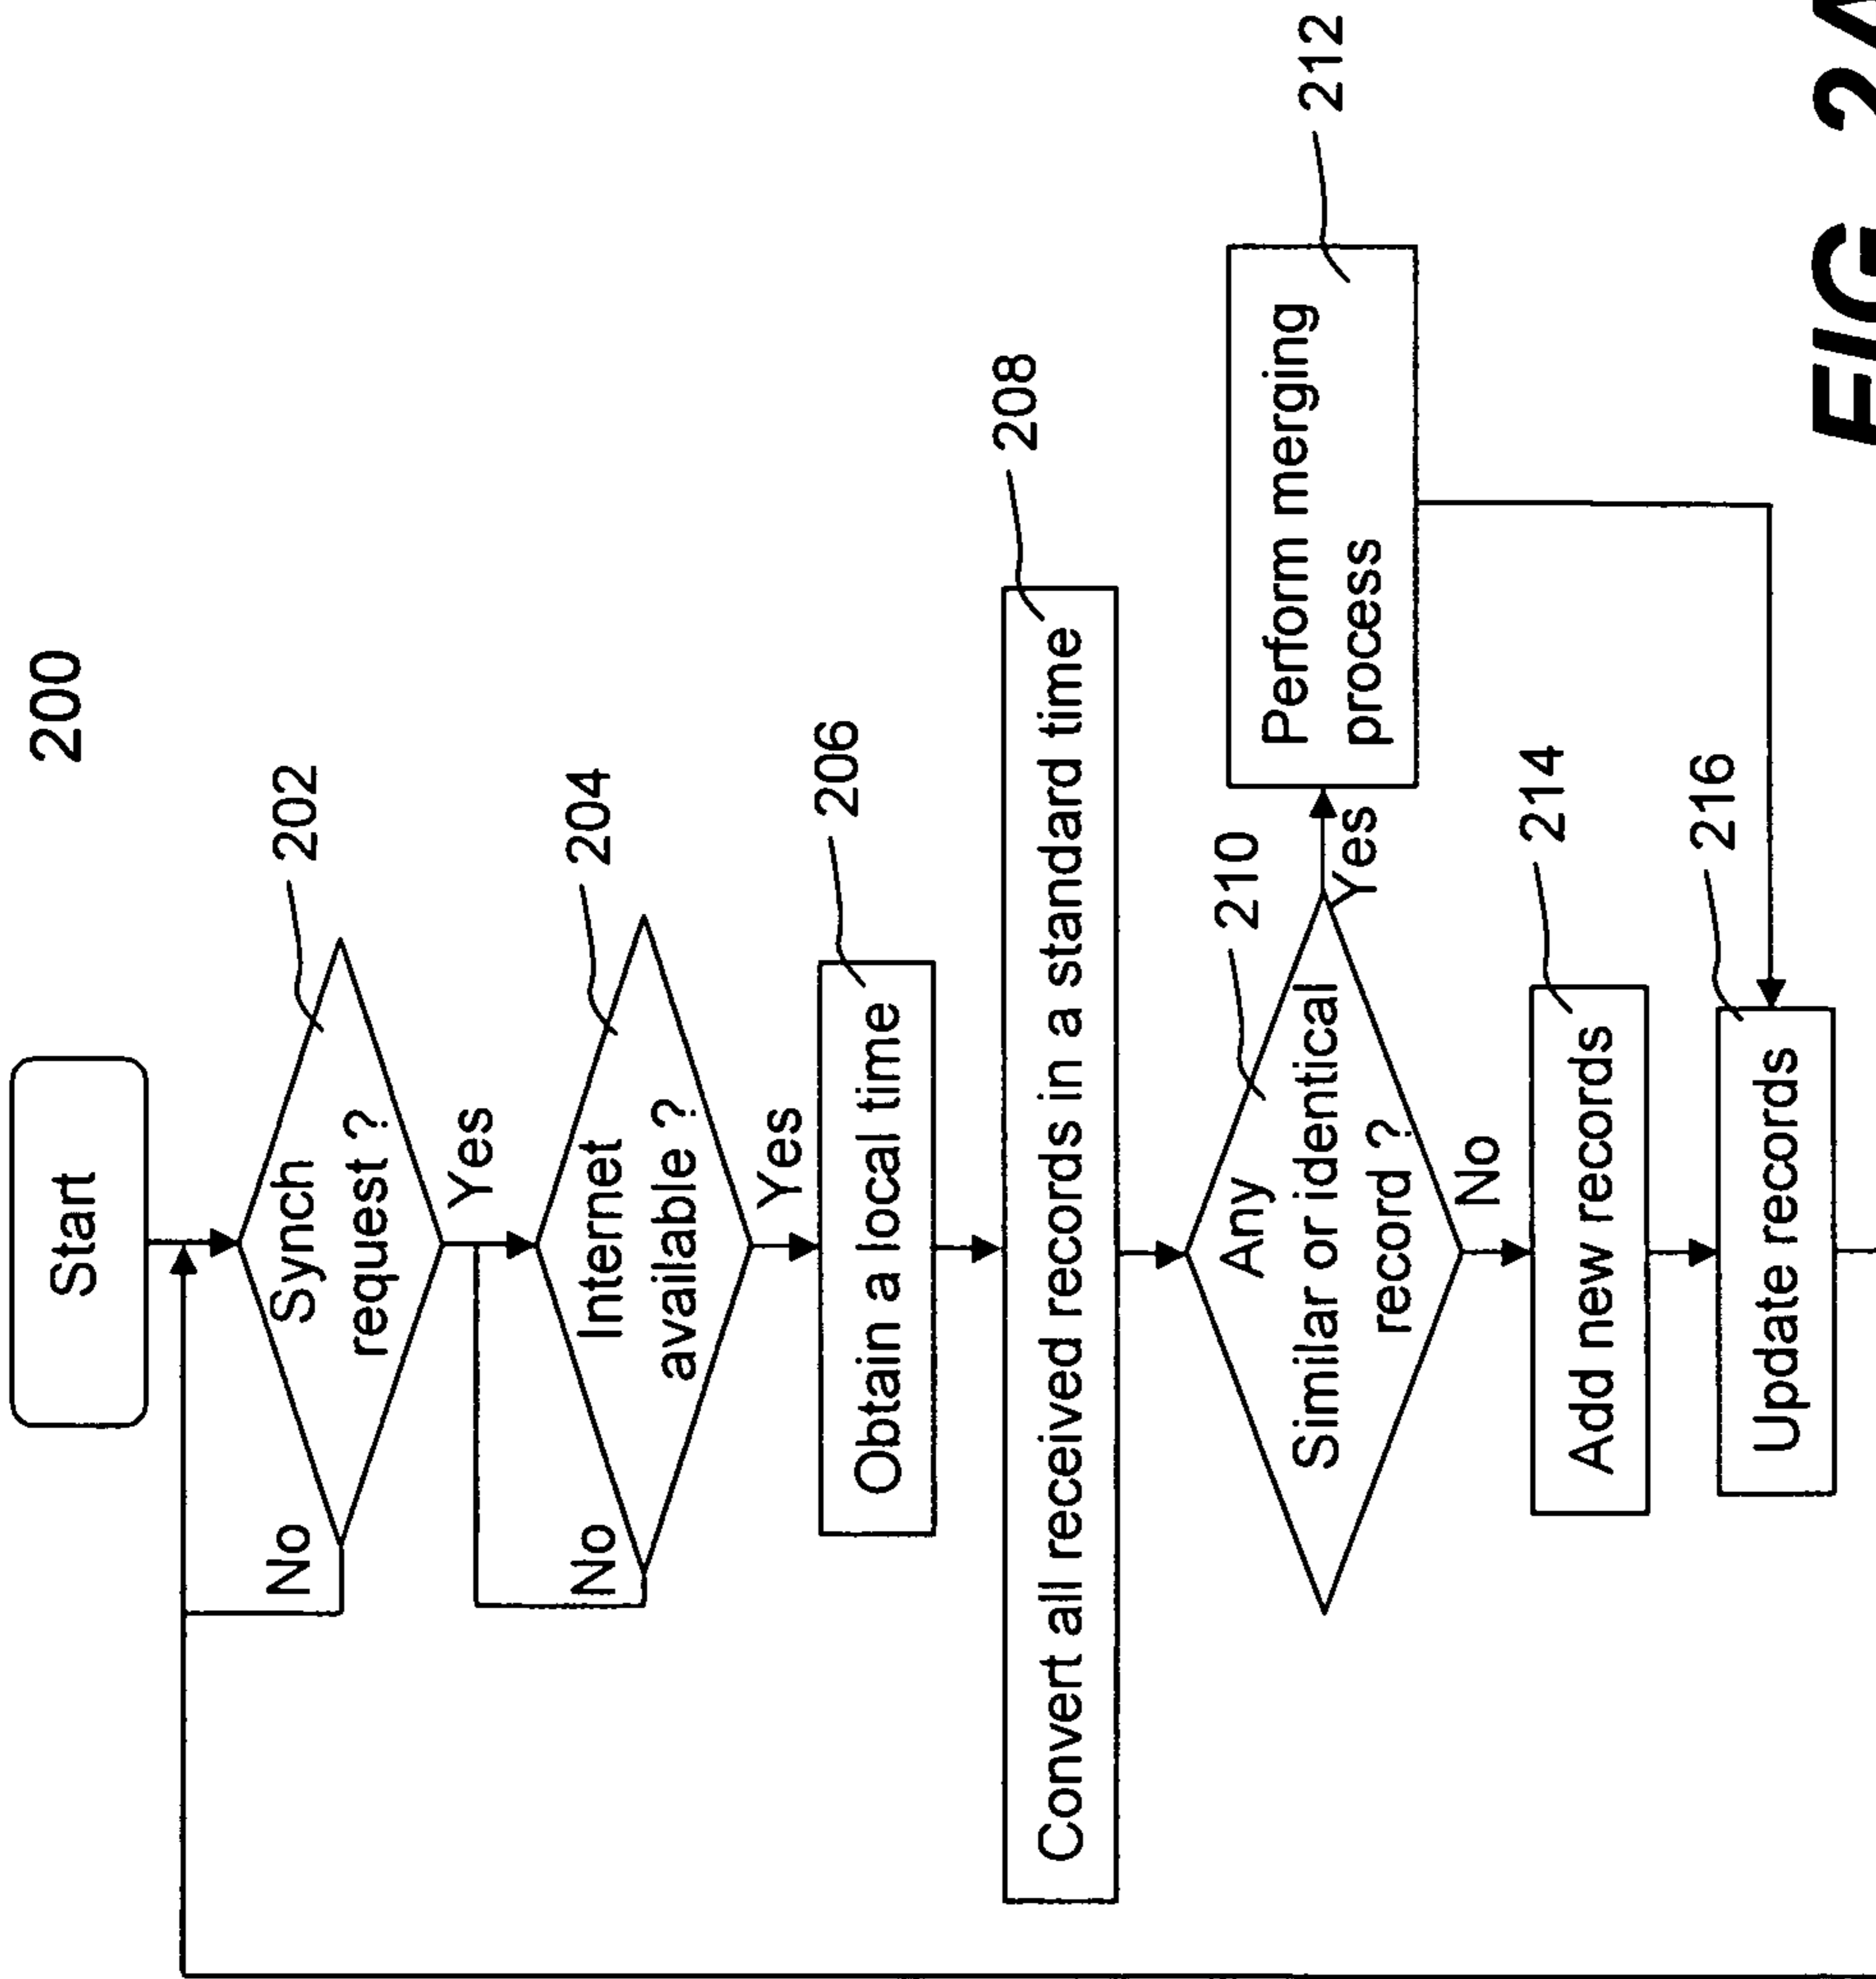 200
Start
202
Synch
request ?
No
Yes
204
Internet
available ?
No
Yes
206
Obtain a local time
208
Convert all received records in a standard time
210
Any
Similar or identical
record ?
Yes
No
212
Perform merging
process
214
Add new records
216
Update records
FIG. 2A